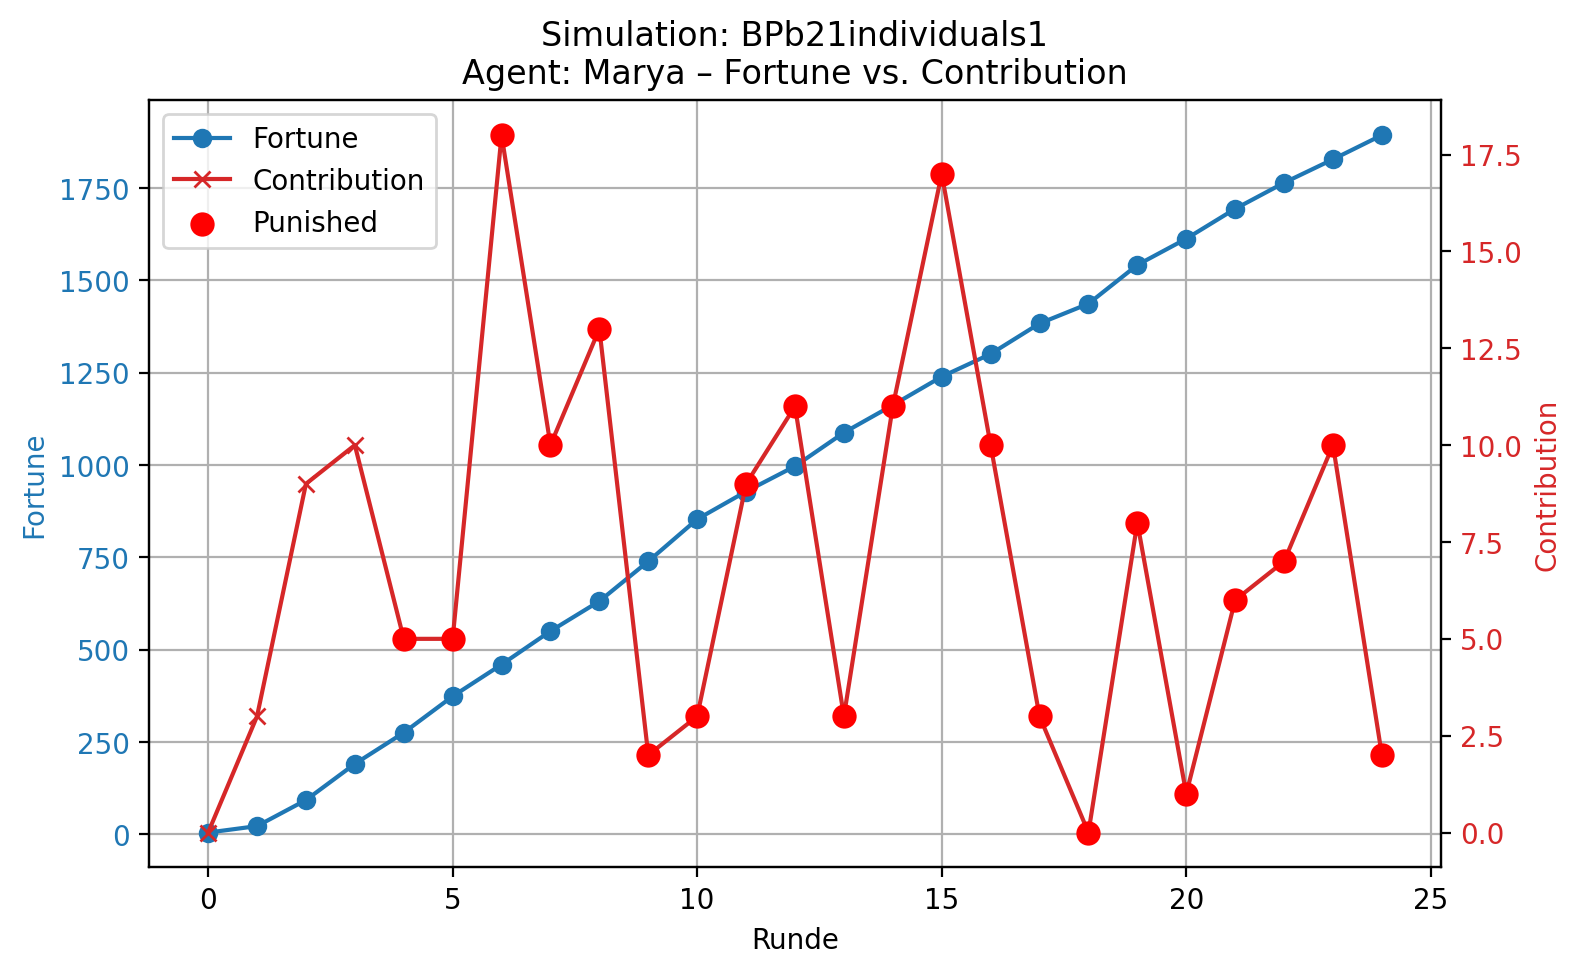 Simulation: BPb21individuals1
Agent: Marya – Fortune vs. Contribution
Fortune
Contribution
Punished
1750
1500
1250
1000
750
500
250
0
Fortune
17.5
15.0
12.5
10.0
7.5
5.0
2.5
0.0
Contribution
0 5 10 15 20 25
Runde